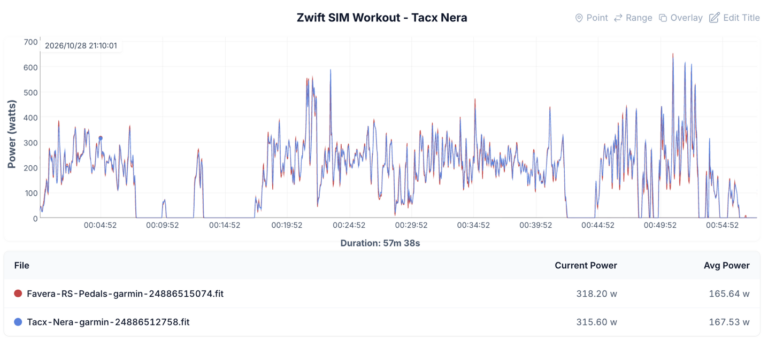 Zwift SIM Workout - Tacx Nera
Point Range Overlay Edit Title
2026/10/28 21:10:01
Power (watts)
700
600
500
400
300
200
100
0
00:04:52 00:09:52 00:14:52 00:19:52 00:24:52 00:29:52 00:34:52 00:39:52 00:44:52 00:49:52 00:54:52
Duration: 57m 38s
File Current Power Avg Power
Favera-RS-Pedals-garmin-24886515074.fit 318.20 w 165.64 w
Tacx-Nera-garmin-24886512758.fit 315.60 w 167.53 w